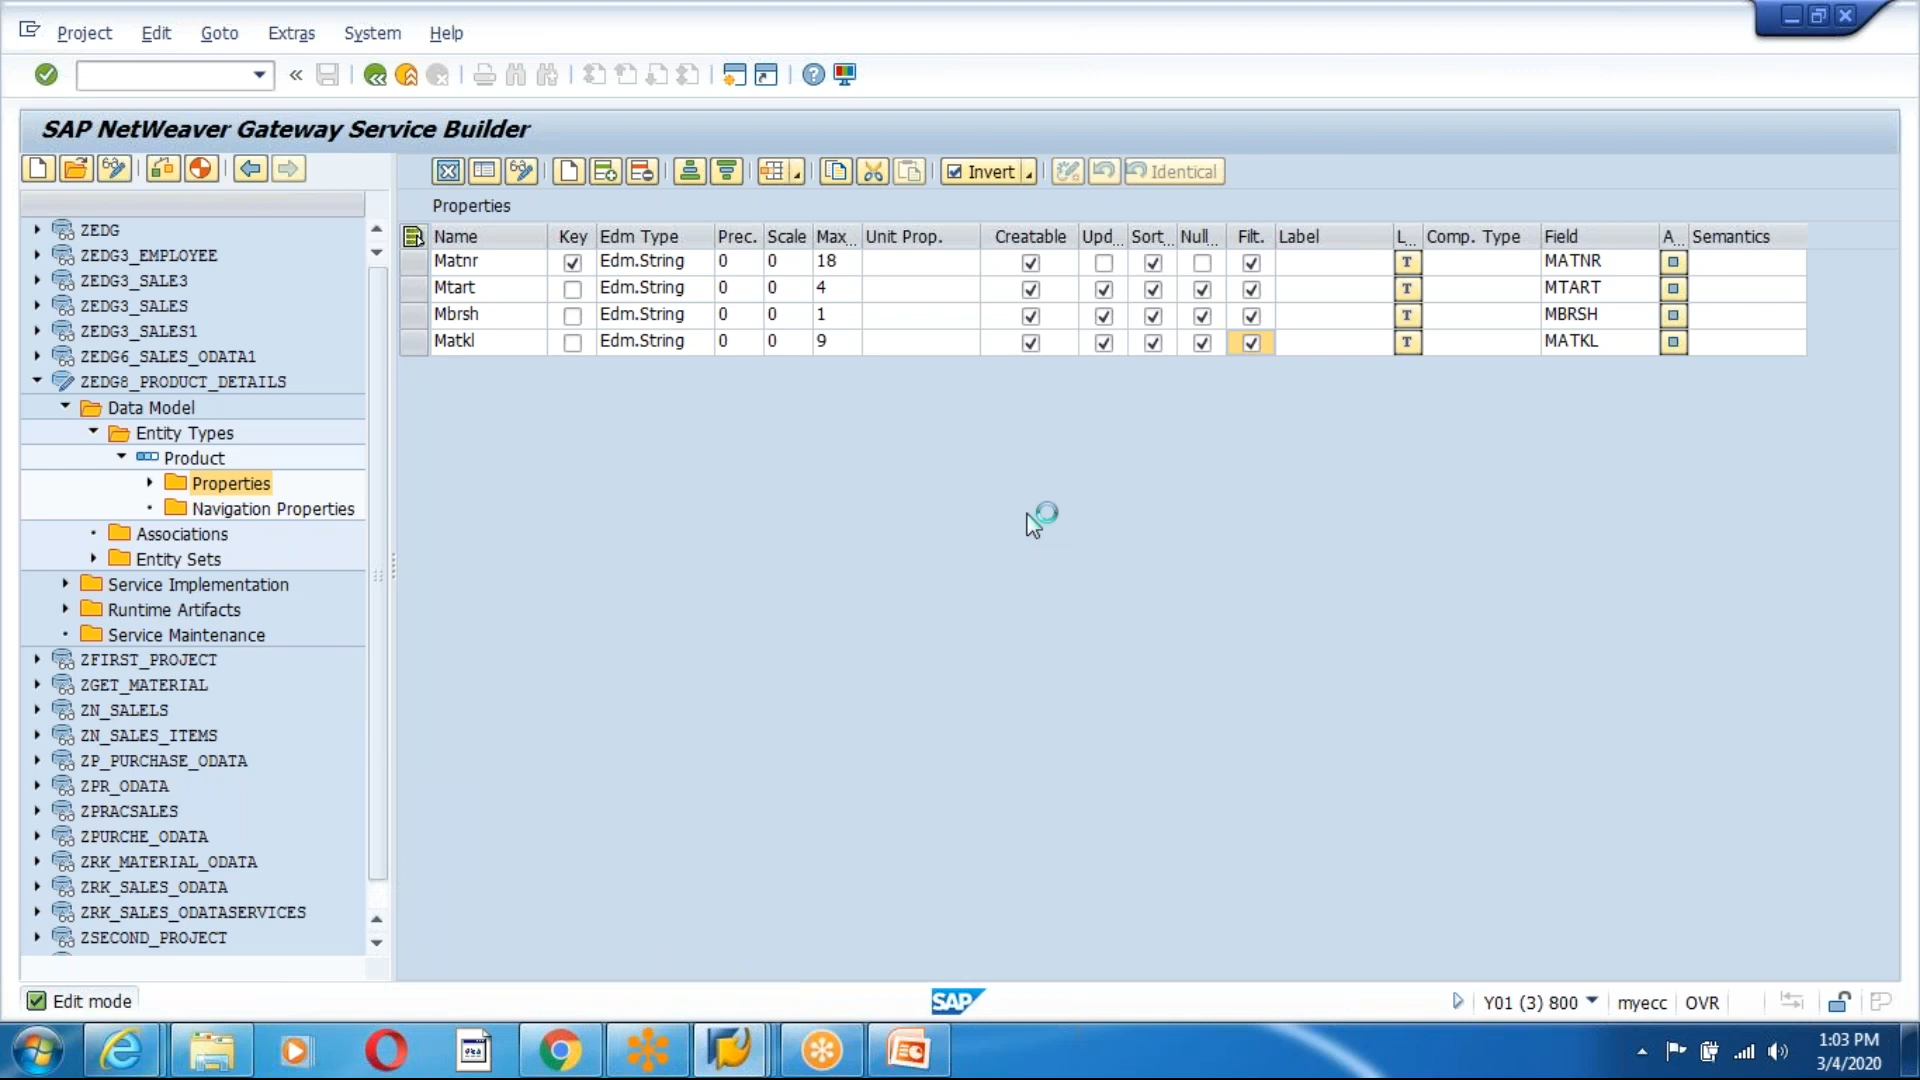 Project Edit Goto Extras System Help
SAP NetWeaver Gateway Service Builder
Invert Identical
Properties
Name Key Edm Type Prec. Scale Max.. Unit Prop. Creatable Upd... Sort... Null... Filt. Label L... Comp. Type Field A... Semantics
Matnr Edm.String 0 0 18 T MATNR
Mtart Edm.String 0 0 4 T MTART
Mbrsh Edm.String 0 0 1 T MBRSH
Matkl Edm.String 0 0 9 T MATKL
ZEDG
ZEDG3_EMPLOYEE
ZEDG3_SALE3
ZEDG3_SALES
ZEDG3_SALES1
ZEDG6_SALES_ODATA1
ZEDG8_PRODUCT_DETAILS
Data Model
Entity Types
Product
Properties
Navigation Properties
Associations
Entity Sets
Service Implementation
Runtime Artifacts
Service Maintenance
ZFIRST_PROJECT
ZGET_MATERIAL
ZN_SALELS
ZN_SALES_ITEMS
ZP_PURCHASE_ODATA
ZPR_ODATA
ZPRACSALES
ZPURCHE_ODATA
ZRK_MATERIAL_ODATA
ZRK_SALES_ODATA
ZRK_SALES_ODATASERVICES
ZSECOND_PROJECT
Edit mode SAP Y01 (3) 800 myecc OVR
1:03 PM
3/4/2020